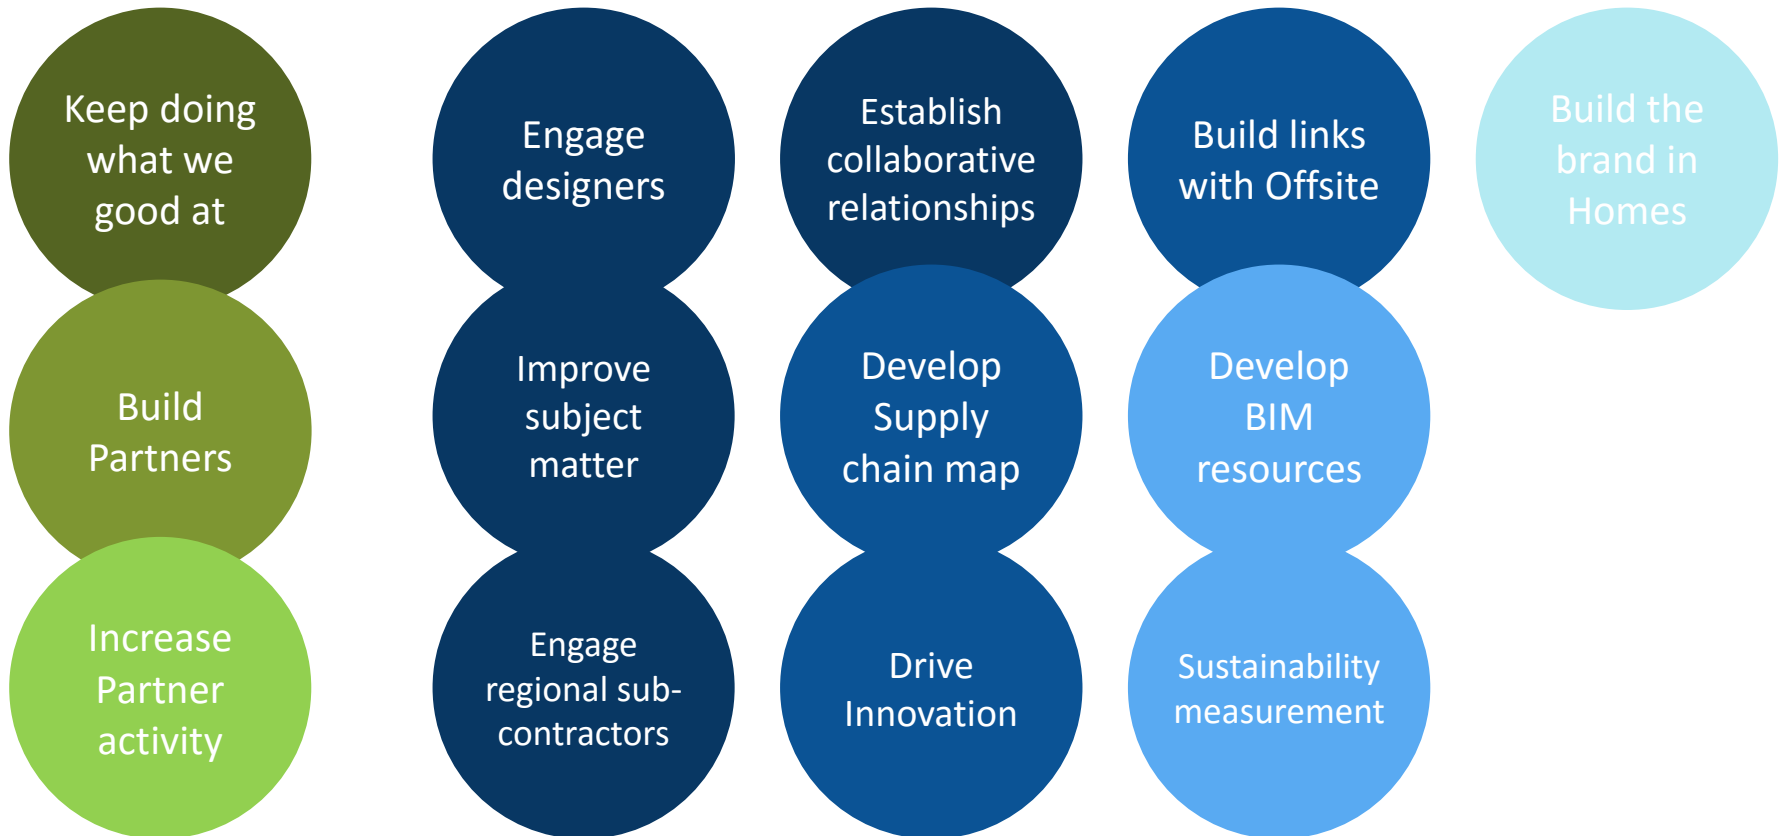 Keep doing
what we
good at
Build
Partners
Increase
Partner
activity
Engage
designers
Improve
subject
matter
Engage
regional sub-
contractors
Establish
collaborative
relationships
Develop
Supply
chain map
Drive
Innovation
Build links
with Offsite
Develop
BIM
resources
Sustainability
measurement
Build the
brand in
Homes